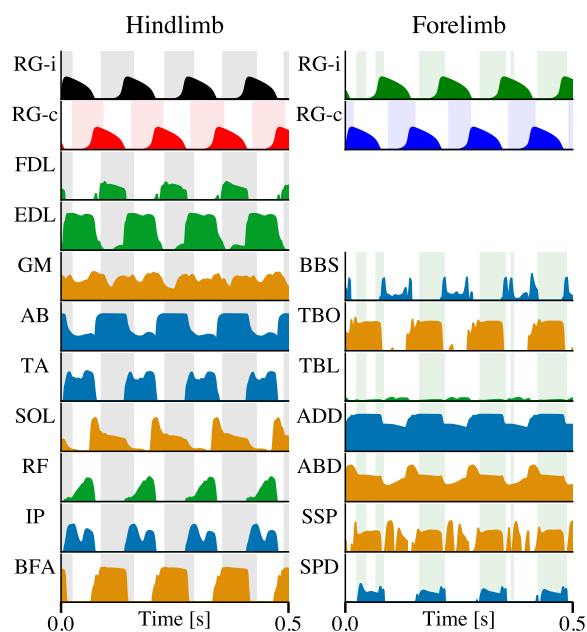 Hindlimb
RG-i
RG-c
FDL
EDL
GM
AB
TA
SOL
RF
IP
BFA
0.0 Time [s] 0.5
Forelimb
RG-i
RG-c
BBS
TBO
TBL
ADD
ABD
SSP
SPD
0.0 Time [s] 0.5